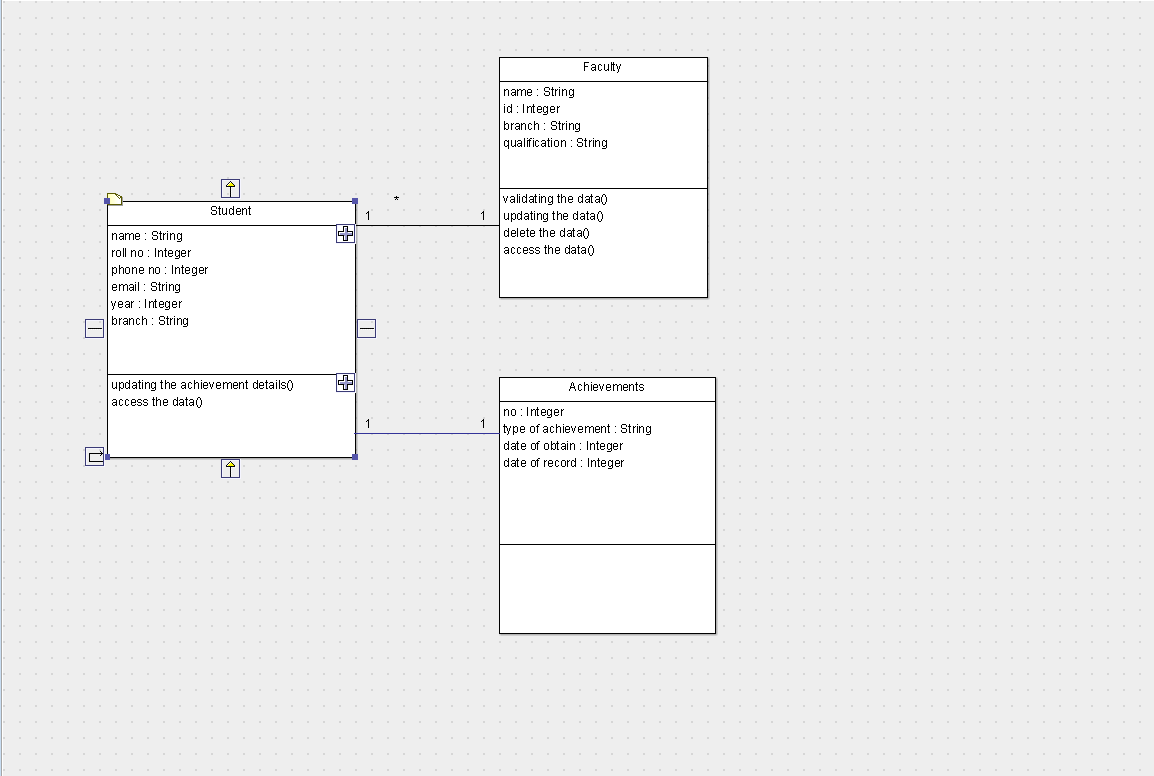 Faculty
name : String
id : Integer
branch : String
qualification : String
validating the data()
updating the data()
delete the data()
access the data()
Student
name : String
roll no : Integer
phone no : Integer
email : String
year : Integer
branch : String
updating the achievement details()
access the data()
1
*
1
1
1
Achievements
no : Integer
type of achievement : String
date of obtain : Integer
date of record : Integer